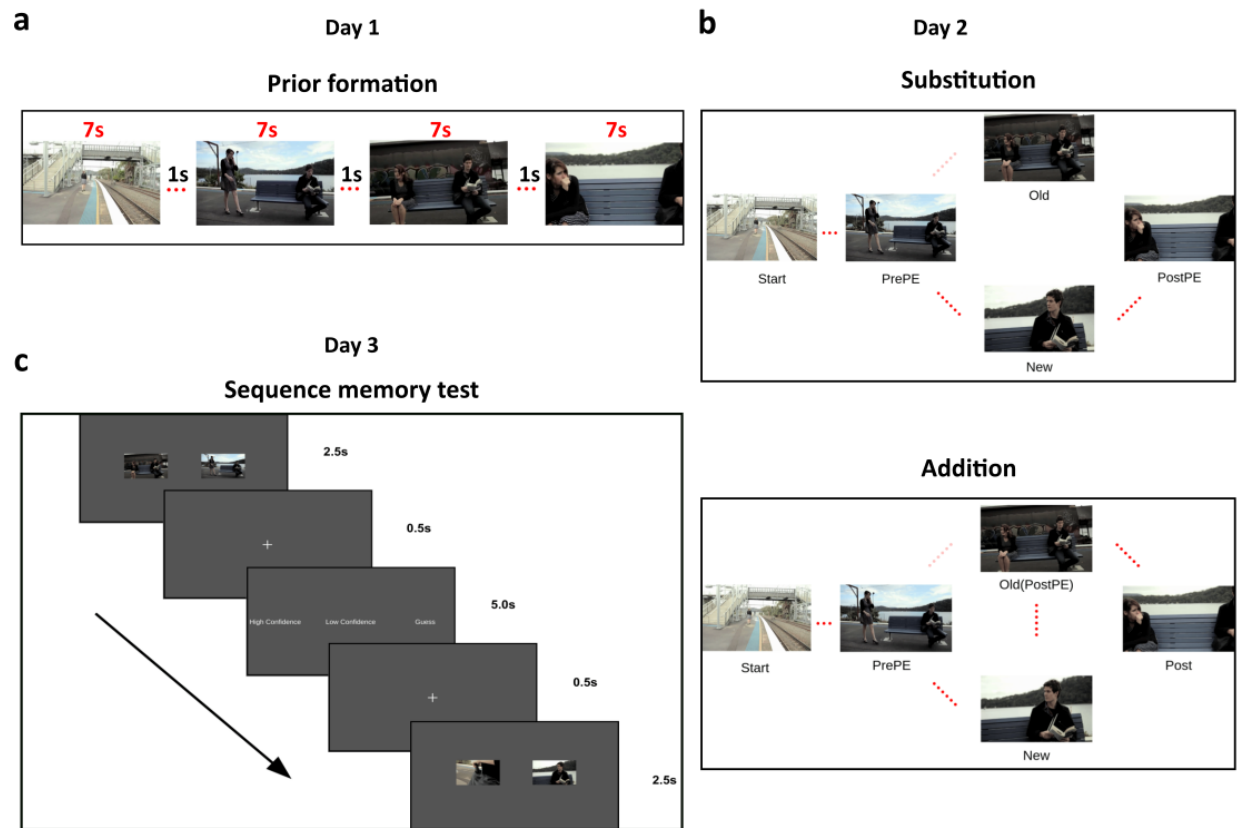 a
Day 1
Prior formation
7s
7s
7s
7s
1s
1s
1s
b
Day 2
Substitution
Old
Start
PrePE
PostPE
New
c
Day 3
Sequence memory test
2.5s
0.5s
High Confidence
Low Confidence
Guess
5.0s
0.5s
2.5s
Addition
Old(PostPE)
Start
PrePE
Post
New